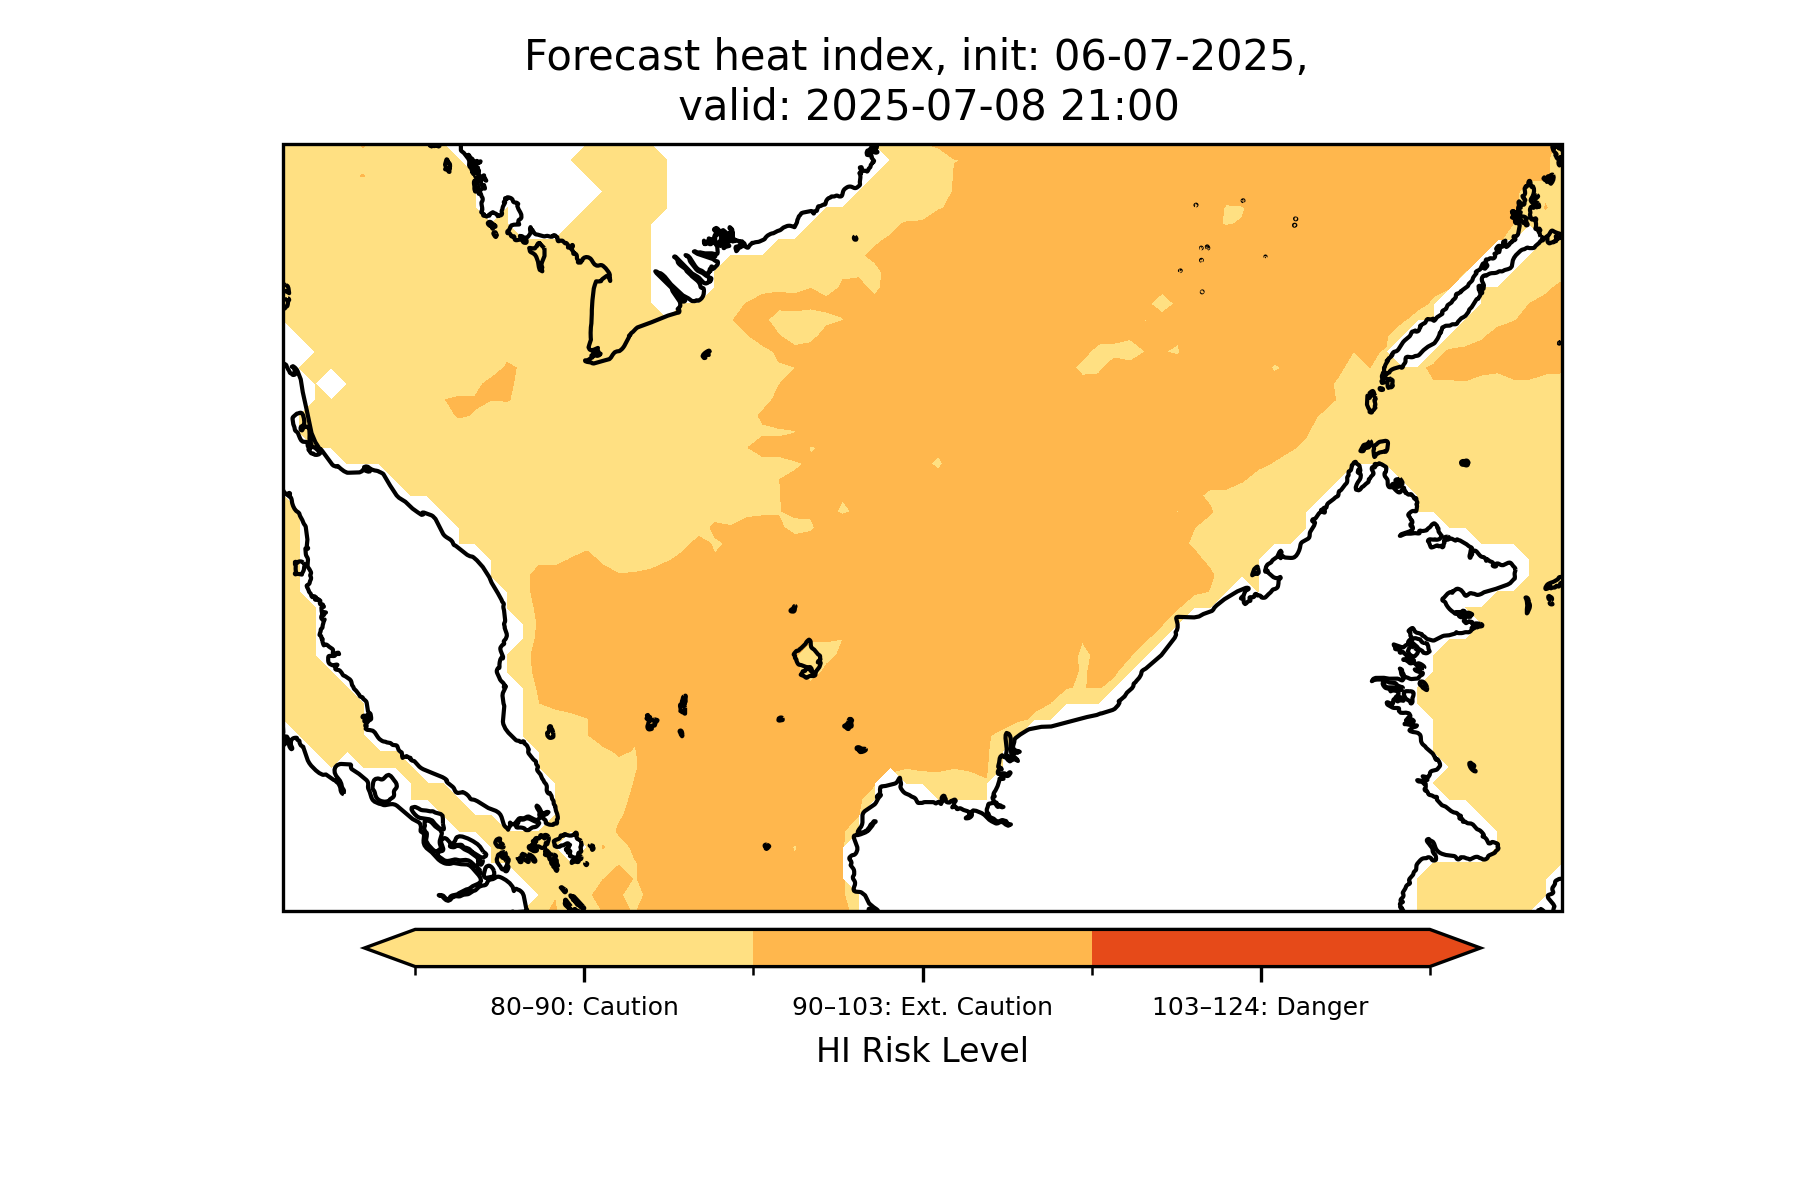 Forecast heat index, init: 06-07-2025,
valid: 2025-07-08 21:00
80–90: Caution
90–103: Ext. Caution
103–124: Danger
HI Risk Level